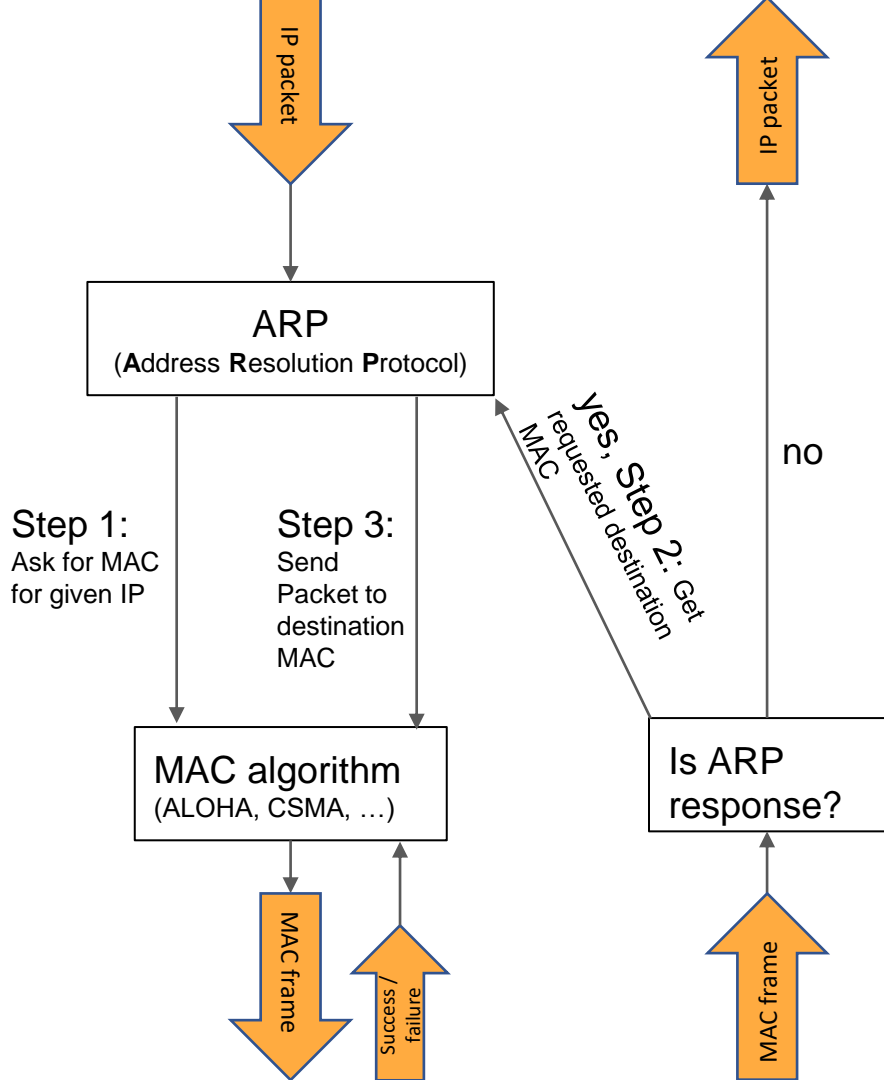 IP packet
IP packet
ARP
(Address Resolution Protocol)
yes, Step 2: Get
requested destination
MAC
no
Step 1:
Ask for MAC
for given IP
Step 3:
Send
Packet to
destination
MAC
MAC algorithm
(ALOHA, CSMA, …)
Is ARP
response?
MAC frame
Success /
failure
MAC frame